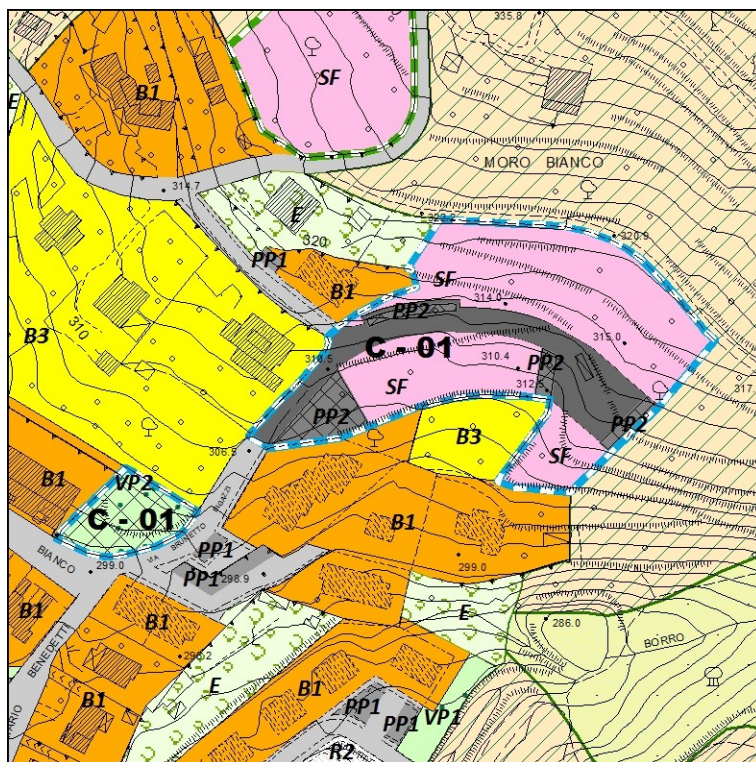 335.8
SF
B1
E
MORO BIANCO
314.7
E
320
320.9
PP1
SF
B1
PP2
314.0
310
B3
C - 01
315.0
310.5
310.4
PP2
312.5
317.
SF
PP2
PP2
B3
306.5
SF
B1
VP2
C - 01
B1
VIA BRUNETTO
PP1
BIANCO
299.0
PP1
298.9
299.0
B1
B1
E
286.0
BENEDETTI
BORRO
298.2
E
B1
B1
PP1
PP1
VP1
R2